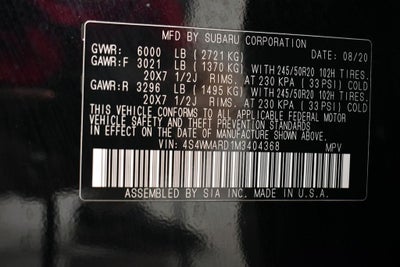 MFD BY SUBARU CORPORATION
GVWR: 6000 LB (2721 KG) DATE: 08/20
GAWR:F 3021 LB (1370 KG) WITH 245/50R20 102H TIRES.
20X7 1/2J RIMS. AT 230 KPA (33 PSI) COLD
GAWR:R 3296 LB (1495 KG) WITH 245/50R20 102H TIRES.
20X7 1/2J RIMS. AT 230 KPA (33 PSI) COLD
THIS VEHICLE CONFORMS TO ALL APPLICABLE FEDERAL MOTOR
VEHICLE SAFETY AND THEFT PREVENTION STANDARDS
IN EFFECT ON THE DATE OF MANUFACTURE SHOWN ABOVE.
VIN: 4S4WMARD1M3404368 MPV
ASSEMBLED BY SIA INC. MADE IN U.S.A.